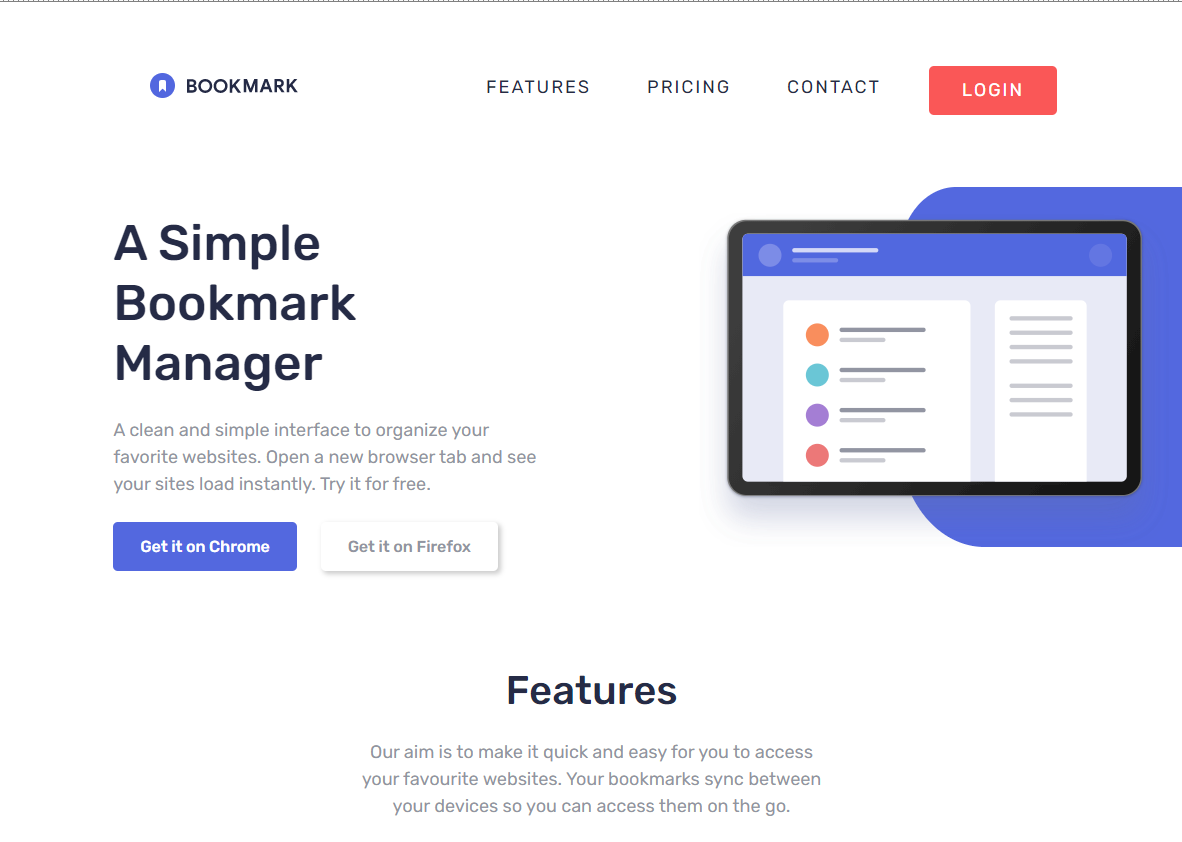 BOOKMARK
FEATURES
PRICING
CONTACT
LOGIN
A Simple
Bookmark
Manager
A clean and simple interface to organize your
favorite websites. Open a new browser tab and see
your sites load instantly. Try it for free.
Get it on Chrome
Get it on Firefox
Features
Our aim is to make it quick and easy for you to access
your favourite websites. Your bookmarks sync between
your devices so you can access them on the go.